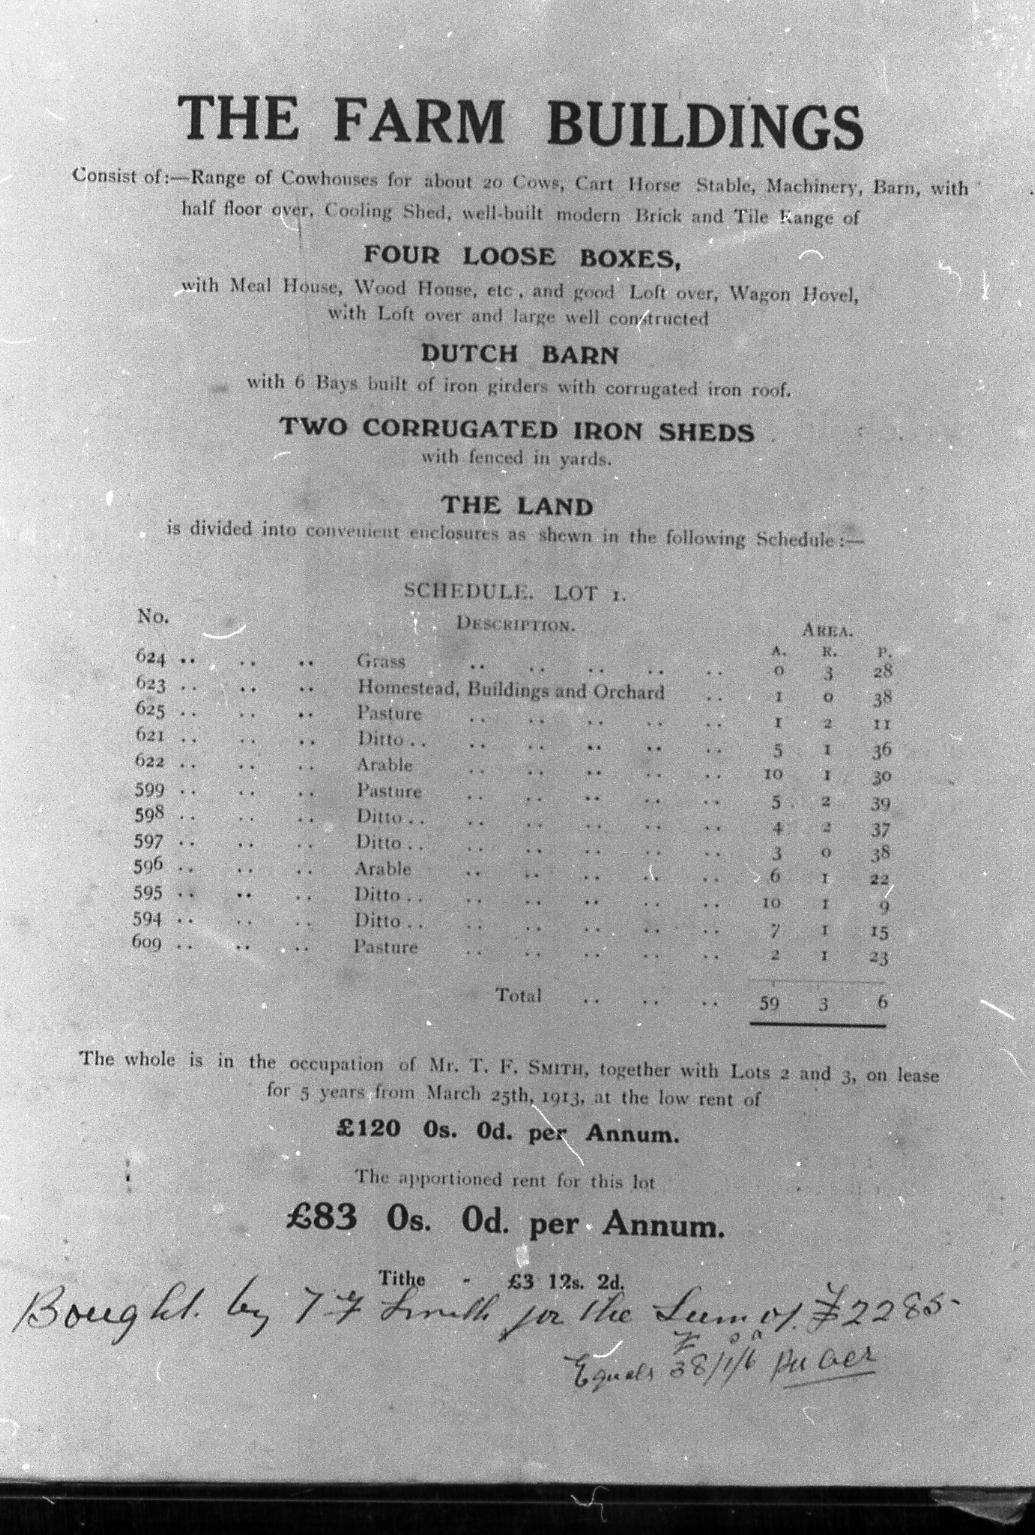 THE FARM BUILDINGS
Consist of:—Range of Cowhouses for about 20 Cows, Cart Horse Stable, Machinery, Barn, with
half floor over, Cooling Shed, well-built modern Brick and Tile Range of
FOUR LOOSE BOXES,
with Meal House, Wood House, etc., and good Loft over, Wagon Hovel,
with Loft over and large well constructed
DUTCH BARN
with 6 Bays built of iron girders with corrugated iron roof.
TWO CORRUGATED IRON SHEDS
with fenced in yards.
THE LAND
is divided into convenient enclosures as shewn in the following Schedule:—
SCHEDULE. LOT 1.
No. DESCRIPTION. AREA.
A. R. P.
624 .. .. .. Grass .. .. .. .. .. 0 3 28
623 .. .. .. Homestead, Buildings and Orchard .. 1 0 38
625 .. .. .. Pasture .. .. .. .. .. 1 2 11
621 .. .. .. Ditto .. .. .. .. .. .. 5 1 36
622 .. .. .. Arable .. .. .. .. .. 10 1 30
599 .. .. .. Pasture .. .. .. .. .. 5 2 39
598 .. .. .. Ditto .. .. .. .. .. .. 4 2 37
597 .. .. .. Ditto .. .. .. .. .. .. 3 0 38
596 .. .. .. Arable .. .. .. .. .. 6 1 22
595 .. .. .. Ditto .. .. .. .. .. .. 10 1 9
594 .. .. .. Ditto .. .. .. .. .. .. 7 1 15
609 .. .. .. Pasture .. .. .. .. .. 2 1 23
Total .. .. .. 59 3 6
The whole is in the occupation of Mr. T. F. SMITH, together with Lots 2 and 3, on lease
for 5 years from March 25th, 1913, at the low rent of
£120 0s. 0d. per Annum.
The apportioned rent for this lot
£83 0s. 0d. per Annum.
Tithe - £3 12s. 2d.
Bought by T F Smith for the Sum of £2285-
£ s d
Equals 38/1/6 per acer